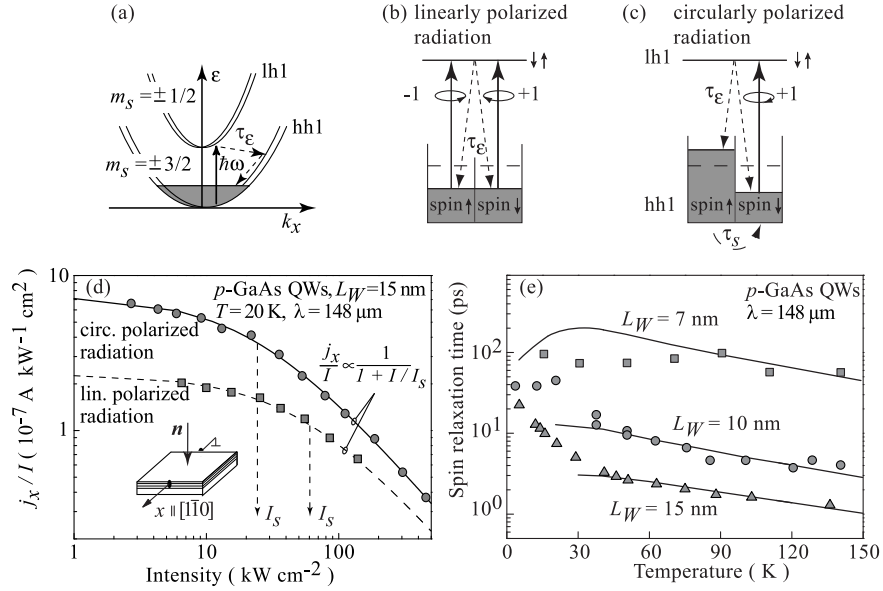 (a)
ε
lh1
m_s = ± 1/2
hh1
m_s = ± 3/2
τ_ε
ħω
k_x
(b) linearly polarized
radiation
↓↑
-1
+1
τ_ε
spin↑
spin↓
(c) circularly polarized
radiation
lh1
↓↑
τ_ε
+1
hh1
spin↑
spin↓
τ_s
(d)
p-GaAs QWs, L_W = 15 nm
T = 20 K, λ = 148 μm
circ. polarized
radiation
j_x / I ∝ 1 / (1 + I / I_s)
lin. polarized
radiation
n
x || [11̄0]
I_s
I_s
10
1
1
10
100
j_x / I ( 10^-7 A kW^-1 cm^2 )
Intensity ( kW cm^-2 )
(e)
p-GaAs QWs
λ = 148 μm
L_W = 7 nm
L_W = 10 nm
L_W = 15 nm
10^2
10^1
10^0
0
30
60
90
120
150
Spin relaxation time (ps)
Temperature ( K )